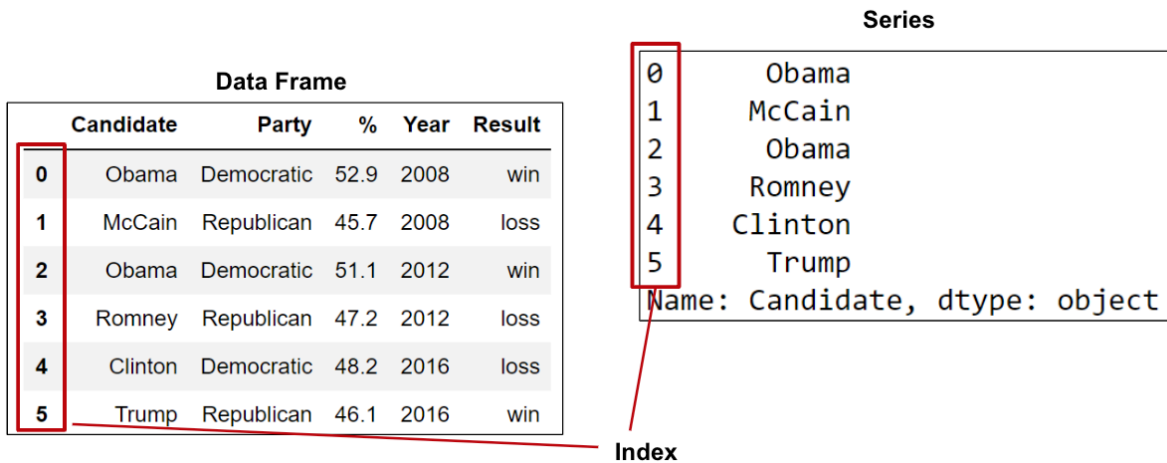 Series
Data Frame
Candidate Party % Year Result
0 Obama Democratic 52.9 2008 win
1 McCain Republican 45.7 2008 loss
2 Obama Democratic 51.1 2012 win
3 Romney Republican 47.2 2012 loss
4 Clinton Democratic 48.2 2016 loss
5 Trump Republican 46.1 2016 win
0 Obama
1 McCain
2 Obama
3 Romney
4 Clinton
5 Trump
Name: Candidate, dtype: object
Index